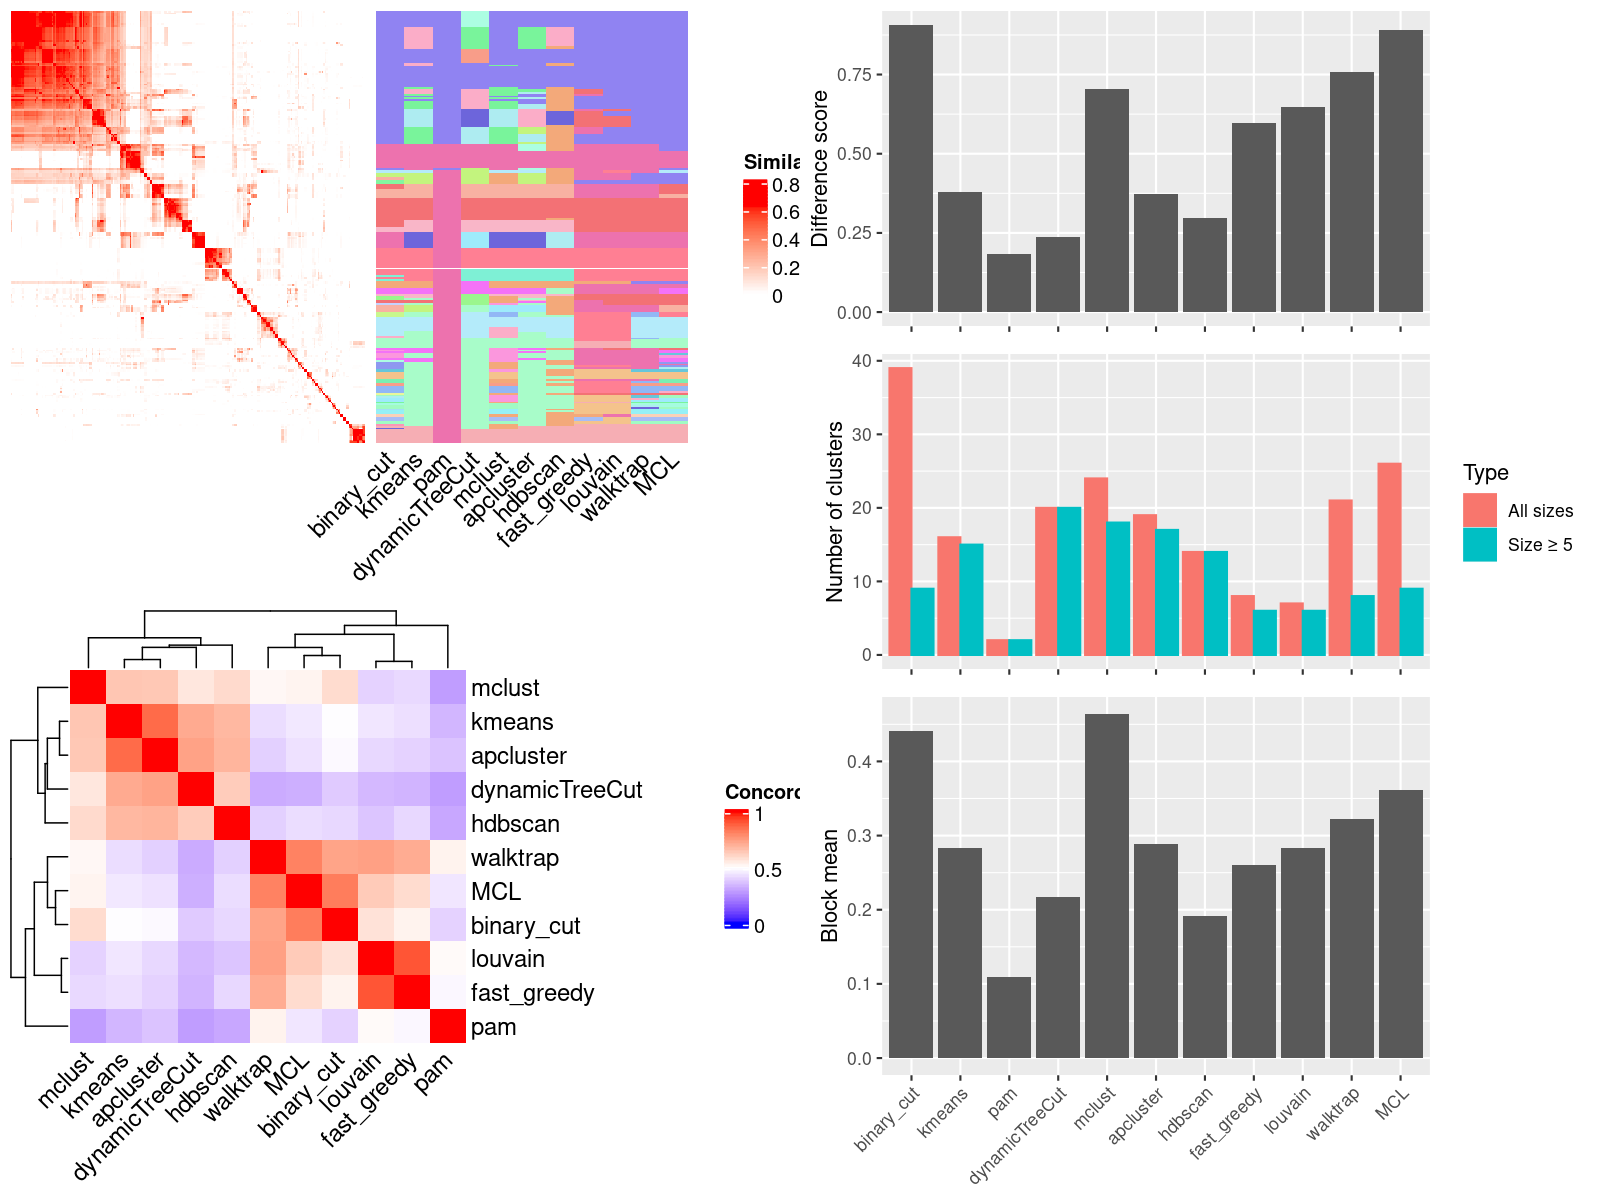 Simila
0.8
0.6
0.4
0.2
0
binary_cut
kmeans
pam
dynamicTreeCut
mclust
apcluster
hdbscan
fast_greedy
louvain
walktrap
MCL
mclust
kmeans
apcluster
dynamicTreeCut
hdbscan
walktrap
MCL
binary_cut
louvain
fast_greedy
pam
mclust
kmeans
apcluster
dynamicTreeCut
hdbscan
walktrap
MCL
binary_cut
louvain
fast_greedy
pam
Concord
1
0.5
0
Difference score
0.75
0.50
0.25
0.00
Number of clusters
40
30
20
10
0
Type
All sizes
Size ≥ 5
Block mean
0.4
0.3
0.2
0.1
0.0
binary_cut
kmeans
pam
dynamicTreeCut
mclust
apcluster
hdbscan
fast_greedy
louvain
walktrap
MCL